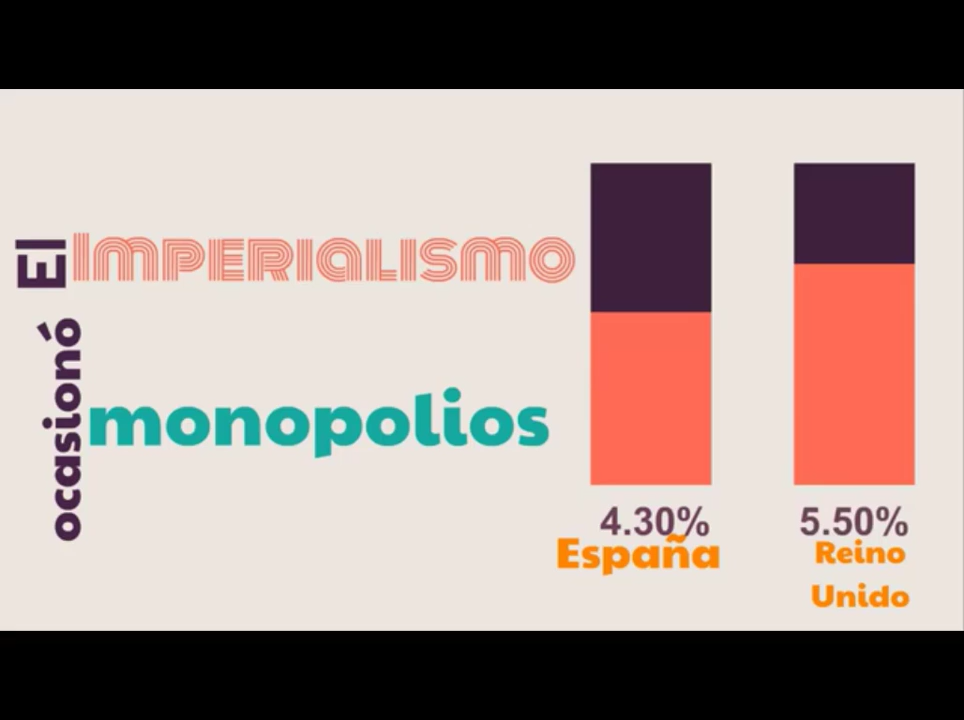 El Imperialismo
ocasionó monopolios
4.30%
España
5.50%
Reino
Unido